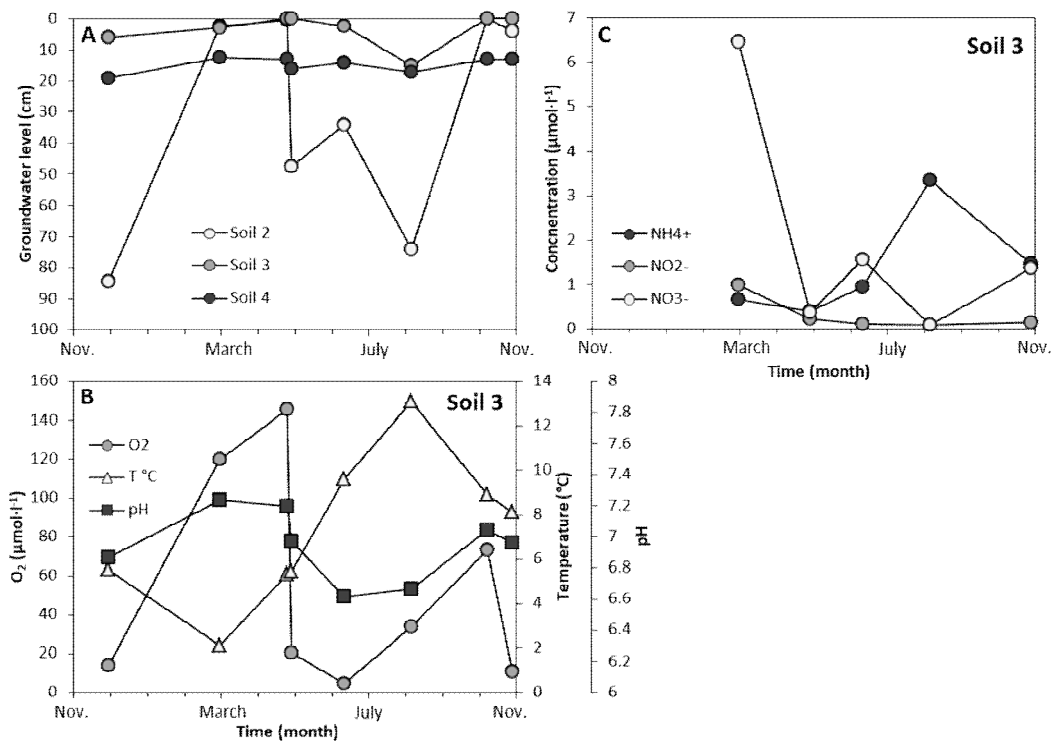 A
Groundwater level (cm)
0
10
20
30
40
50
60
70
80
90
100
Soil 2
Soil 3
Soil 4
Nov. March July Nov.
C
Soil 3
Concnentration (µmol·l⁻¹)
7
6
5
4
3
2
1
0
NH4+
NO2-
NO3-
March July Nov.
Time (month)
B
Soil 3
O₂ (µmol·l⁻¹)
160
140
120
100
80
60
40
20
0
O2
T °C
pH
Nov. March July Nov.
Time (month)
14
12
10
8
6
4
2
0
Temperature (°C)
8
7.8
7.6
7.4
7.2
7
6.8
6.6
6.4
6.2
6
pH